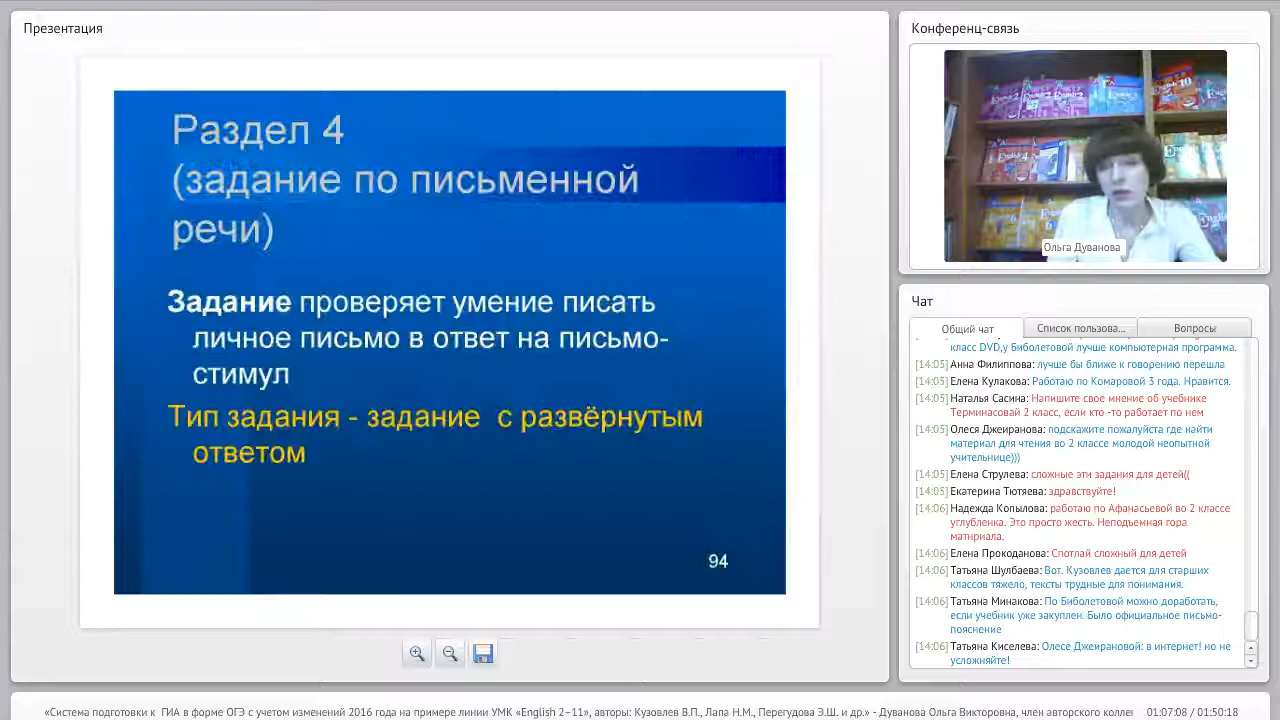 Презентация
Раздел 4
(задание по письменной
речи)
Задание проверяет умение писать
личное письмо в ответ на письмо-
стимул
Тип задания - задание с развёрнутым
ответом
94
Конференц-связь
Ольга Дуванова
Чат
Общий чат
Список пользова...
Вопросы
класс DVD,у Биболетовой лучше компьютерная программа.
[14:05] Анна Филиппова: лучше бы ближе к говорению перешла
[14:05] Елена Кулакова: Работаю по Комаровой 3 года. Нравится.
[14:05] Наталья Сасина: Напишите свое мнение об учебнике
Терминасовай 2 класс, если кто -то работает по нем
[14:05] Олеся Джеиранова: подскажите пожалуйста где найти
материал для чтения во 2 классе молодой неопытной
учительнице)))
[14:05] Елена Струлева: сложные эти задания для детей((
[14:05] Екатерина Тютяева: здравствуйте!
[14:06] Надежда Копылова: работаю по Афанасьевой во 2 классе
углубленка. Это просто жесть. Неподъемная гора
матнриала.
[14:06] Елена Прокоданова: Спотлай сложный для детей
[14:06] Татьяна Шулбаева: Вот. Кузовлев дается для старших
классов тяжело, тексты трудные для понимания.
[14:06] Татьяна Минакова: По Биболетовой можно доработать,
если учебник уже закуплен. Было официальное письмо-
пояснение
[14:06] Татьяна Киселева: Олесе Джеирановой: в интернет! но не
усложняйте!
«Система подготовки к ГИА в форме ОГЭ с учетом изменений 2016 года на примере линии УМК «English 2–11», авторы: Кузовлев В.П., Лапа Н.М., Перегудова Э.Ш. и др.» - Дуванова Ольга Викторовна, член авторского коллег
01:07:08 / 01:50:18